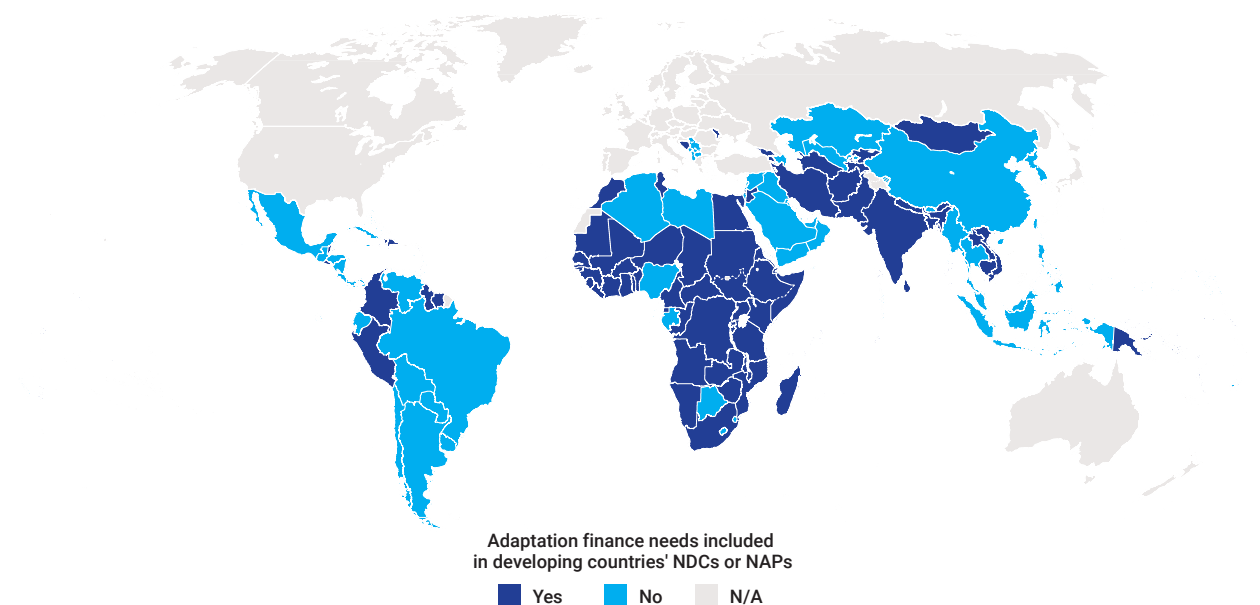 Adaptation finance needs included
in developing countries' NDCs or NAPs
Yes No N/A